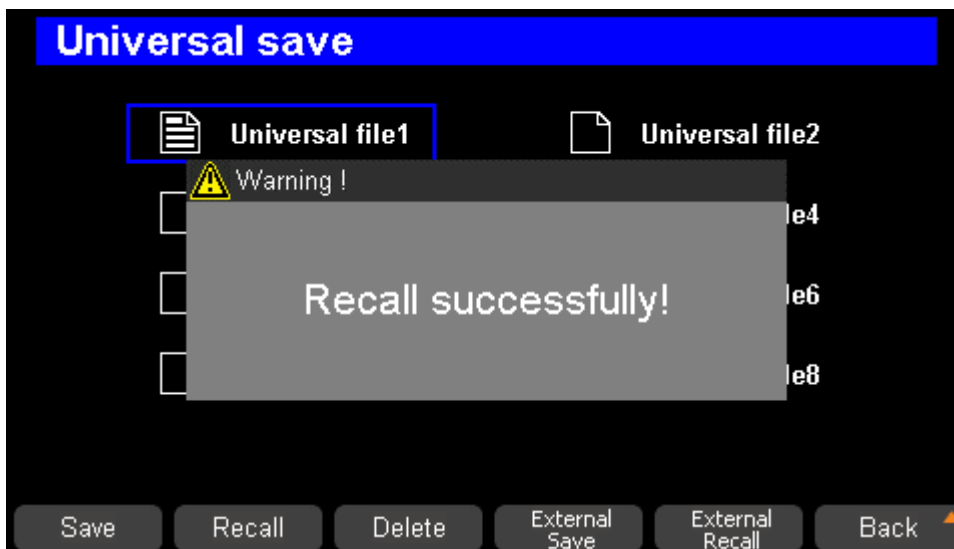 Universal save
Universal file1 Universal file2
Warning !
le4
Recall successfully!
le6
le8
Save Recall Delete External Save External Recall Back